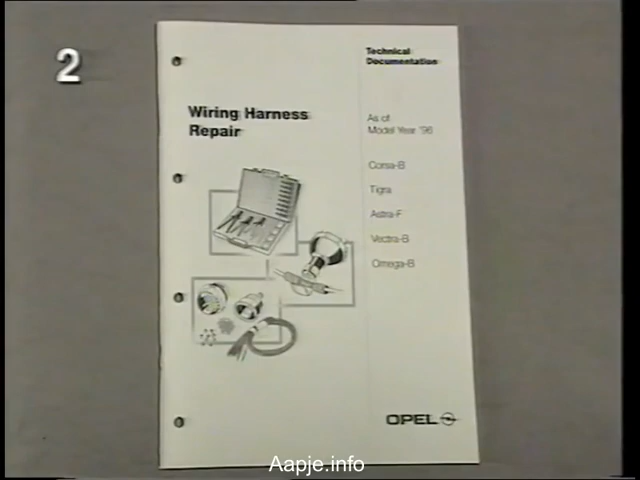 2
Technical
Documentation
Wiring Harness
Repair
As of
Model Year '96
Corsa-B
Tigra
Astra-F
Vectra-B
Omega-B
OPEL
Aapje.info